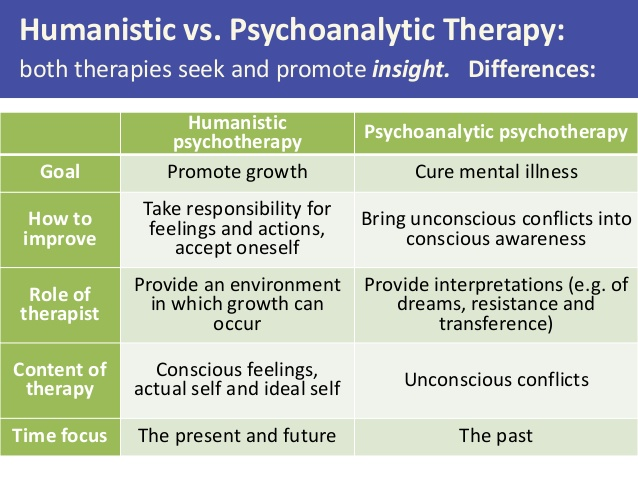 Humanistic vs. Psychoanalytic Therapy:
both therapies seek and promote insight. Differences:
Humanistic
psychotherapy
Psychoanalytic psychotherapy
Goal
Promote growth
Cure mental illness
How to
improve
Take responsibility for
feelings and actions,
accept oneself
Bring unconscious conflicts into
conscious awareness
Role of
therapist
Provide an environment
in which growth can
occur
Provide interpretations (e.g. of
dreams, resistance and
transference)
Content of
therapy
Conscious feelings,
actual self and ideal self
Unconscious conflicts
Time focus
The present and future
The past